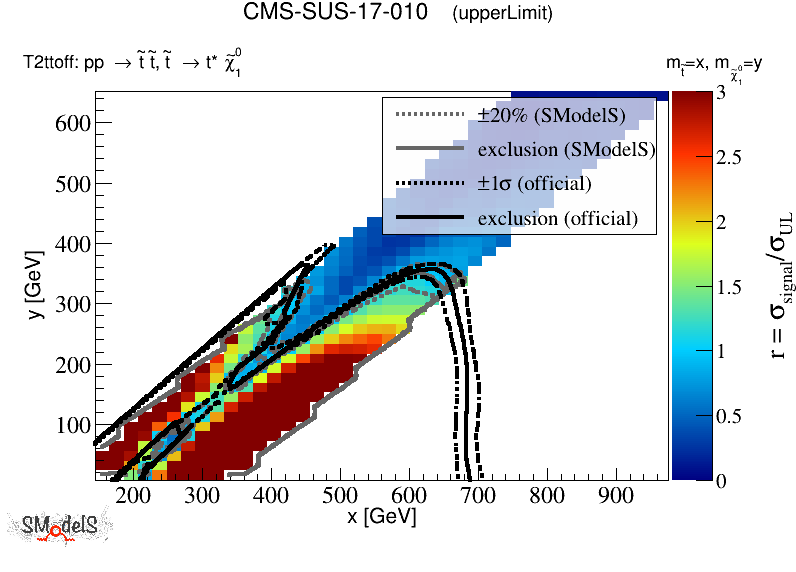 CMS-SUS-17-010 (upperLimit)
T2ttoff: pp → t̃ t̃, t̃ → t* χ̃₁⁰
m_t̃=x, m_χ̃₁⁰=y
±20% (SModelS)
exclusion (SModelS)
±1σ (official)
exclusion (official)
600
500
400
300
200
100
y [GeV]
200 300 400 500 600 700 800 900
x [GeV]
3
2.5
2
1.5
1
0.5
0
r = σ_signal/σ_UL
SModelS